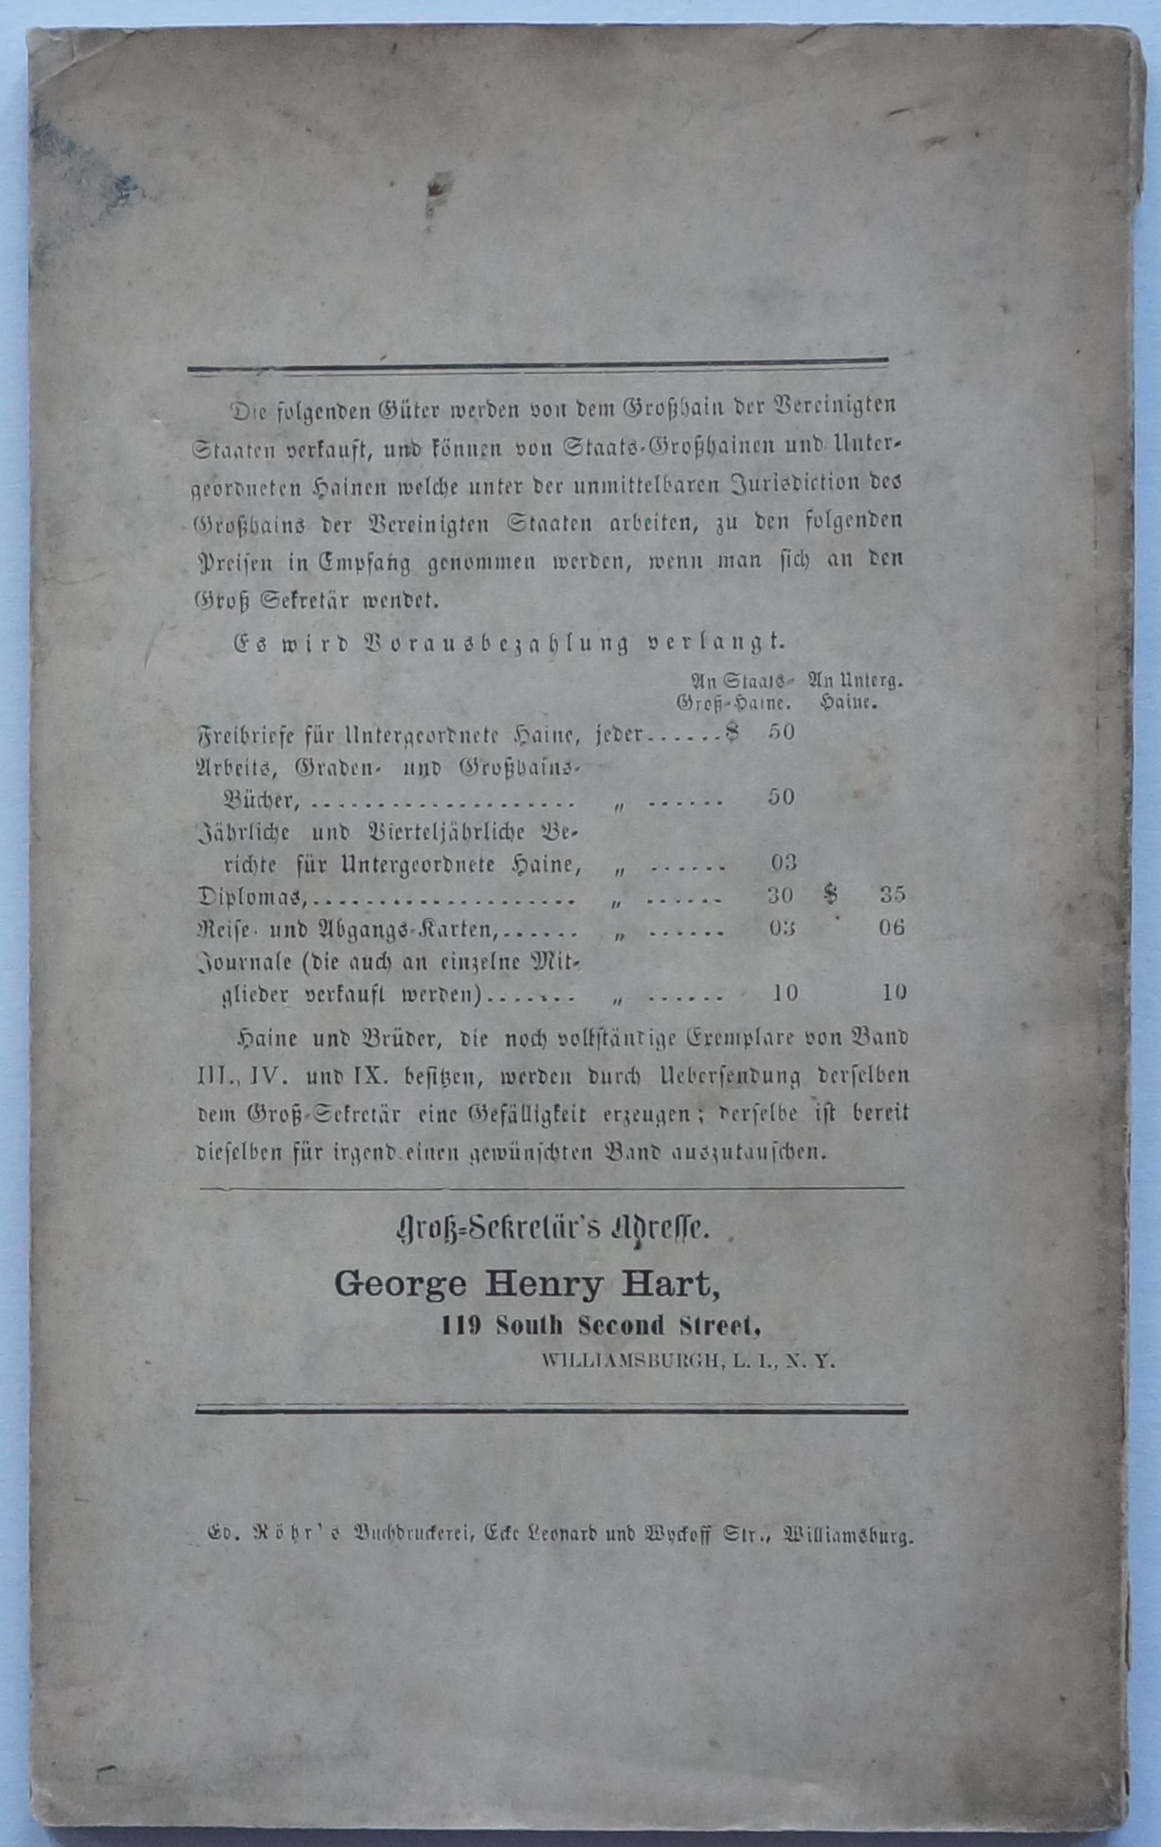 Die folgenden Güter werden von dem Großhain der Vereinigten
Staaten verkauft, und können von Staats-Großhainen und Unter-
geordneten Hainen welche unter der unmittelbaren Jurisdiction des
Großhains der Vereinigten Staaten arbeiten, zu den folgenden
Preisen in Empfang genommen werden, wenn man sich an den
Groß Sekretär wendet.
Es wird Vorausbezahlung verlangt.
An Staats- An Unterg.
Groß-Haine. Haine.
Freibriefe für Untergeordnete Haine, jeder......$ 50
Arbeits, Graden- und Großhains-
Bücher, .................... „ ...... 50
Jährliche und Vierteljährliche Be-
richte für Untergeordnete Haine, „ ...... 03
Diplomas,.................... „ ...... 30 $ 35
Reise- und Abgangs-Karten,...... „ ...... 03 06
Journale (die auch an einzelne Mit-
glieder verkauft werden)....... „ ...... 10 10
Haine und Brüder, die noch vollständige Exemplare von Band
III., IV. und IX. besitzen, werden durch Uebersendung derselben
dem Groß-Sekretär eine Gefälligkeit erzeugen; derselbe ist bereit
dieselben für irgend einen gewünschten Band auszutauschen.
Groß-Sekretär's Adresse.
George Henry Hart,
119 South Second Street,
WILLIAMSBURGH, L. I., N. Y.
Ed. Röhr's Buchdruckerei, Ecke Leonard und Wyckoff Str., Williamsburg.